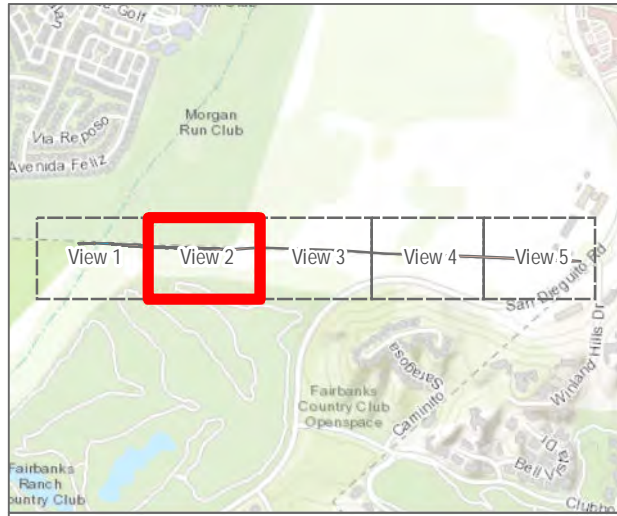 Golf
Morgan
Run Club
Via Reposo
Avenida Feliz
View 1
View 2
View 3
View 4
View 5
San Dieguito Rd
Winland Hills Dr
Saragosa
Caminito
Fairbanks
Country Club
Openspace
Bell Vista Dr
Fairbanks
Ranch
ountry Club
Clubho